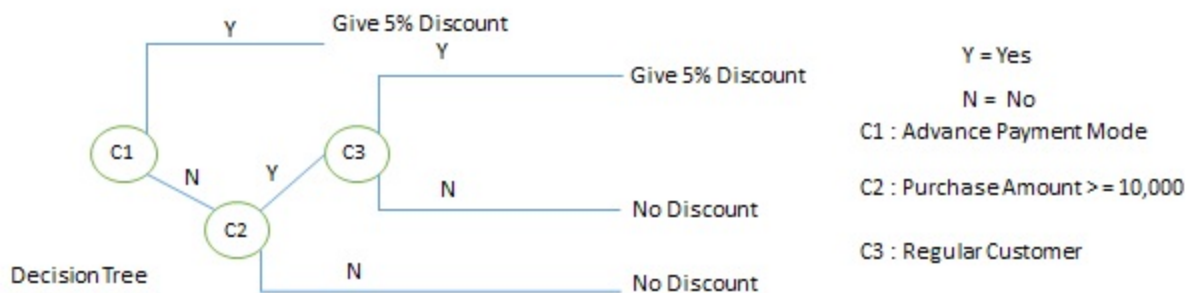 Y
Give 5% Discount
Y
Give 5% Discount
Y = Yes
N = No
C1
N
Y
C3
C1 : Advance Payment Mode
N
No Discount
C2 : Purchase Amount > = 10,000
C2
C3 : Regular Customer
Decision Tree
N
No Discount